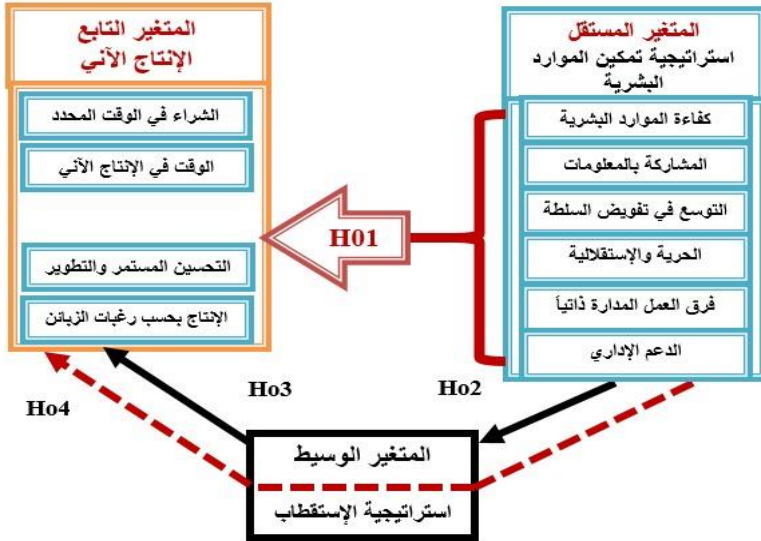 المتغير المستقل
استراتيجية تمكين الموارد
البشرية
كفاءة الموارد البشرية
المشاركة بالمعلومات
التوسع في تفويض السلطة
الحرية والإستقلالية
فرق العمل المدارة ذاتياً
الدعم الإداري
H01
المتغير التابع
الإنتاج الآني
الشراء في الوقت المحدد
الوقت في الإنتاج الآني
التحسين المستمر والتطوير
الإنتاج بحسب رغبات الزبائن
Ho2
Ho3
Ho4
المتغير الوسيط
استراتيجية الإستقطاب